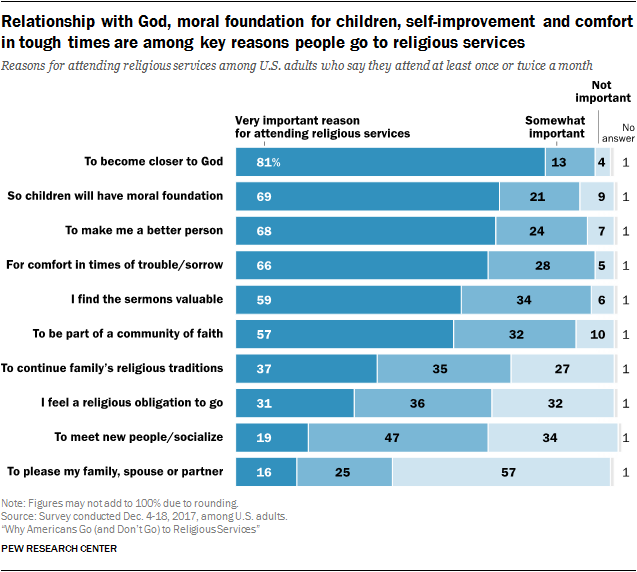 Relationship with God, moral foundation for children, self-improvement and comfort
in tough times are among key reasons people go to religious services
Reasons for attending religious services among U.S. adults who say they attend at least once or twice a month
Very important reason
for attending religious services
Somewhat
important
Not
important
No
answer
To become closer to God 81% 13 4 1
So children will have moral foundation 69 21 9 1
To make me a better person 68 24 7 1
For comfort in times of trouble/sorrow 66 28 5 1
I find the sermons valuable 59 34 6 1
To be part of a community of faith 57 32 10 1
To continue family's religious traditions 37 35 27 1
I feel a religious obligation to go 31 36 32 1
To meet new people/socialize 19 47 34 1
To please my family, spouse or partner 16 25 57 1
Note: Figures may not add to 100% due to rounding.
Source: Survey conducted Dec. 4-18, 2017, among U.S. adults.
"Why Americans Go (and Don't Go) to Religious Services"
PEW RESEARCH CENTER